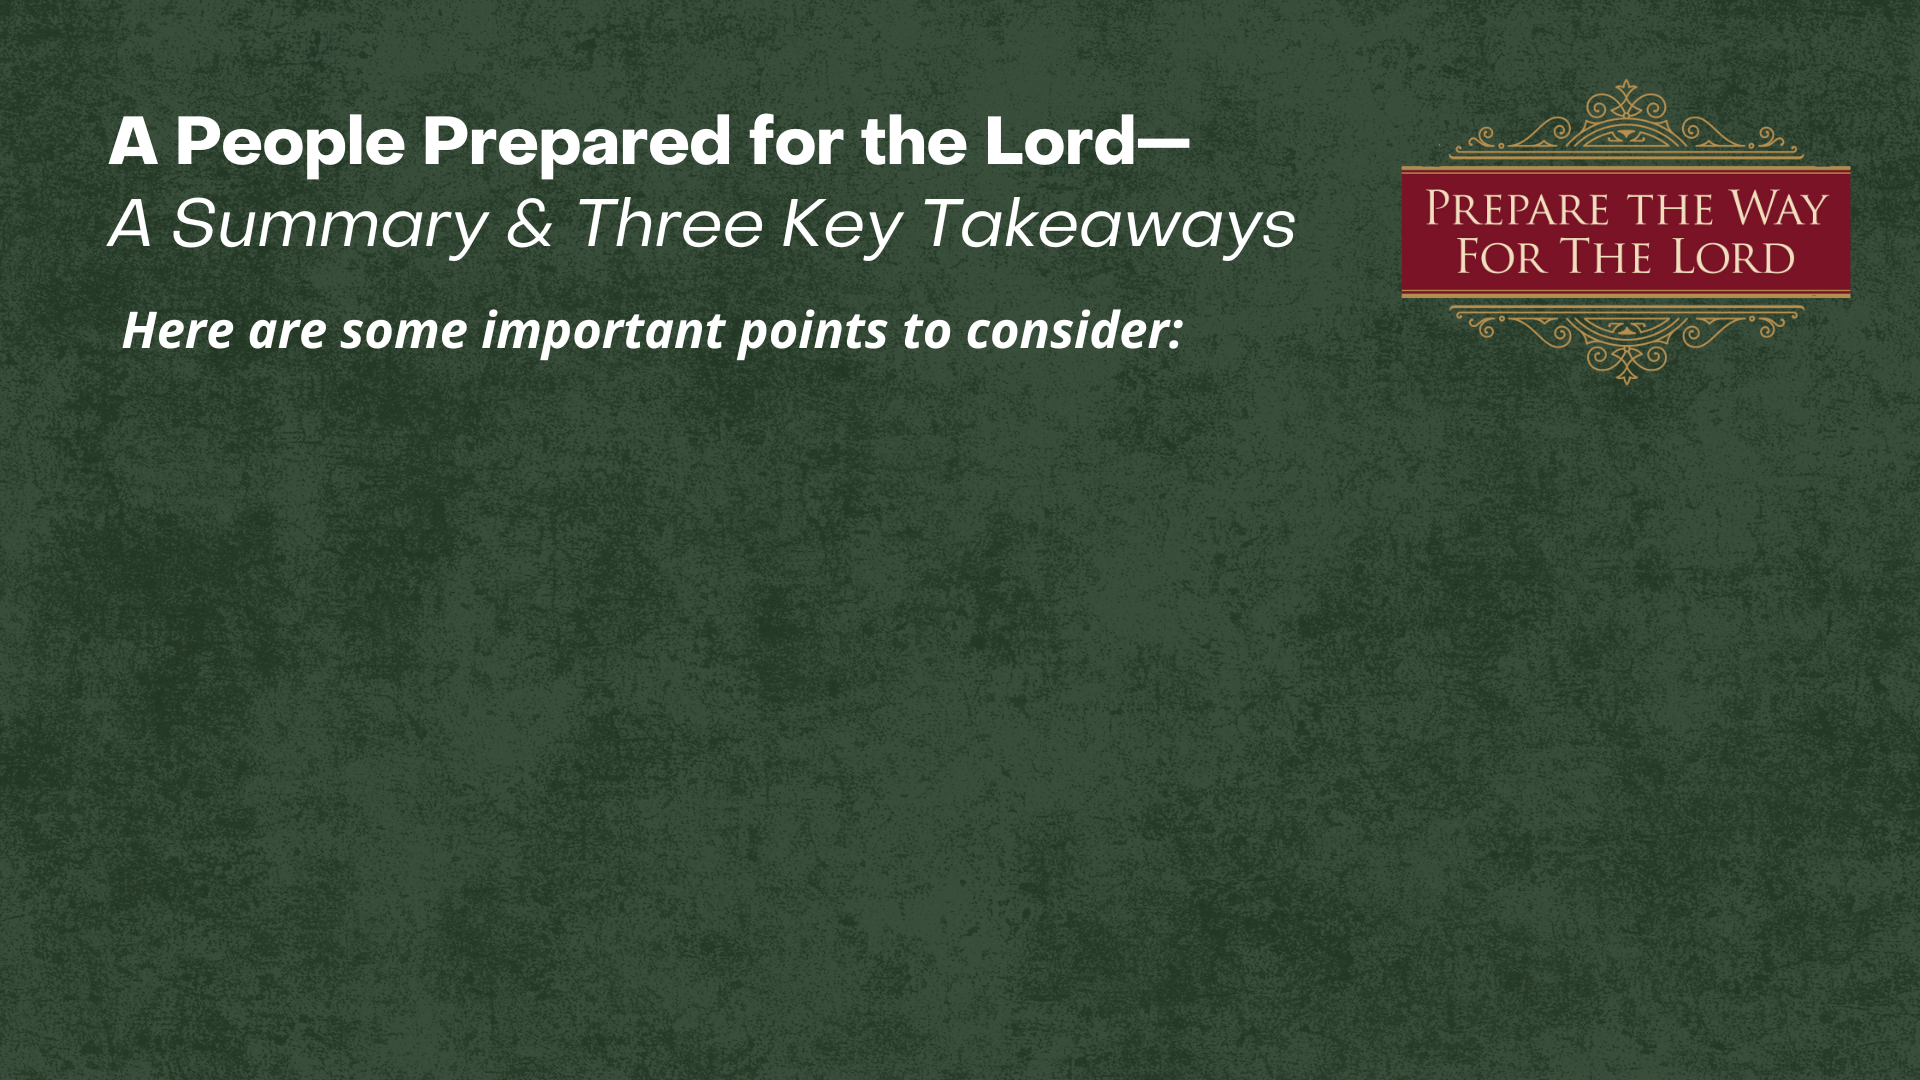 A People Prepared for the Lord—
A Summary & Three Key Takeaways
Here are some important points to consider:
Prepare the Way
For The Lord